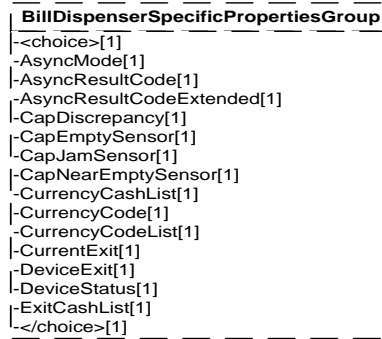 BillDispenserSpecificPropertiesGroup
-<choice>[1]
-AsyncMode[1]
-AsyncResultCode[1]
-AsyncResultCodeExtended[1]
-CapDiscrepancy[1]
-CapEmptySensor[1]
-CapJamSensor[1]
-CapNearEmptySensor[1]
-CurrencyCashList[1]
-CurrencyCode[1]
-CurrencyCodeList[1]
-CurrentExit[1]
-DeviceExit[1]
-DeviceStatus[1]
-ExitCashList[1]
-</choice>[1]